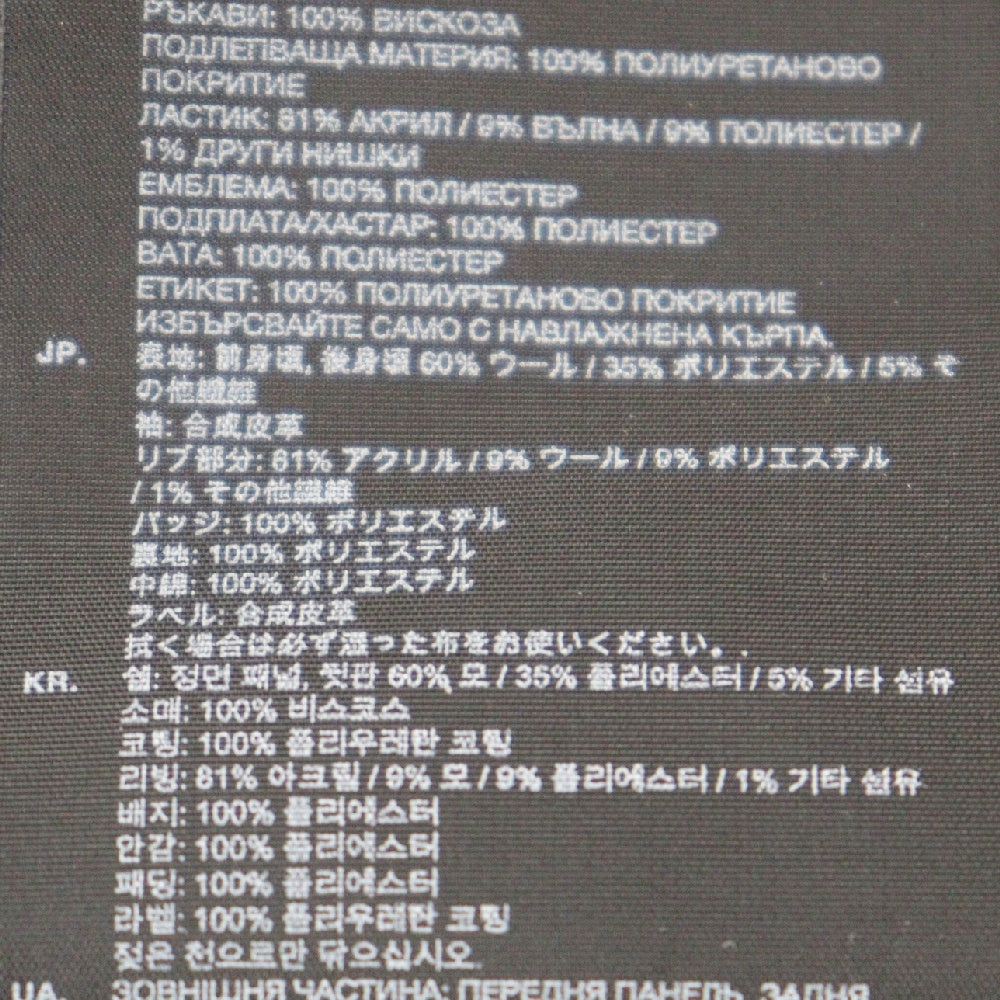 РЪКАВИ: 100% ВИСКОЗА
ПОДЛЕПВАЩА МАТЕРИЯ: 100% ПОЛИУРЕТАНОВО
ПОКРИТИЕ
ЛАСТИК: 81% АКРИЛ / 9% ВЪЛНА / 9% ПОЛИЕСТЕР /
1% ДРУГИ НИШКИ
ЕМБЛЕМА: 100% ПОЛИЕСТЕР
ПОДПЛАТА/ХАСТАР: 100% ПОЛИЕСТЕР
ВАТА: 100% ПОЛИЕСТЕР
ЕТИКЕТ: 100% ПОЛИУРЕТАНОВО ПОКРИТИЕ
ИЗБЪРСВАЙТЕ САМО С НАВЛАЖНЕНА КЪРПА.
JP. 表地: 前身頃, 後身頃 60% ウール / 35% ポリエステル / 5% そ
の他繊維
袖: 合成皮革
リブ部分: 81% アクリル / 9% ウール / 9% ポリエステル
/ 1% その他繊維
バッジ: 100% ポリエステル
裏地: 100% ポリエステル
中綿: 100% ポリエステル
ラベル: 合成皮革
拭く場合は必ず湿った布をお使いください。.
KR. 쉘: 정면 패널, 뒷판 60% 모 / 35% 폴리에스터 / 5% 기타 섬유
소매: 100% 비스코스
코팅: 100% 폴리우레탄 코팅
리빙: 81% 아크릴 / 9% 모 / 9% 폴리에스터 / 1% 기타 섬유
배지: 100% 폴리에스터
안감: 100% 폴리에스터
패딩: 100% 폴리에스터
라벨: 100% 폴리우레탄 코팅
젖은 천으로만 닦으십시오.
UA. ЗОВНІШНЯ ЧАСТИНА: ПЕРЕДНЯ ПАНЕЛЬ, ЗАДНЯ